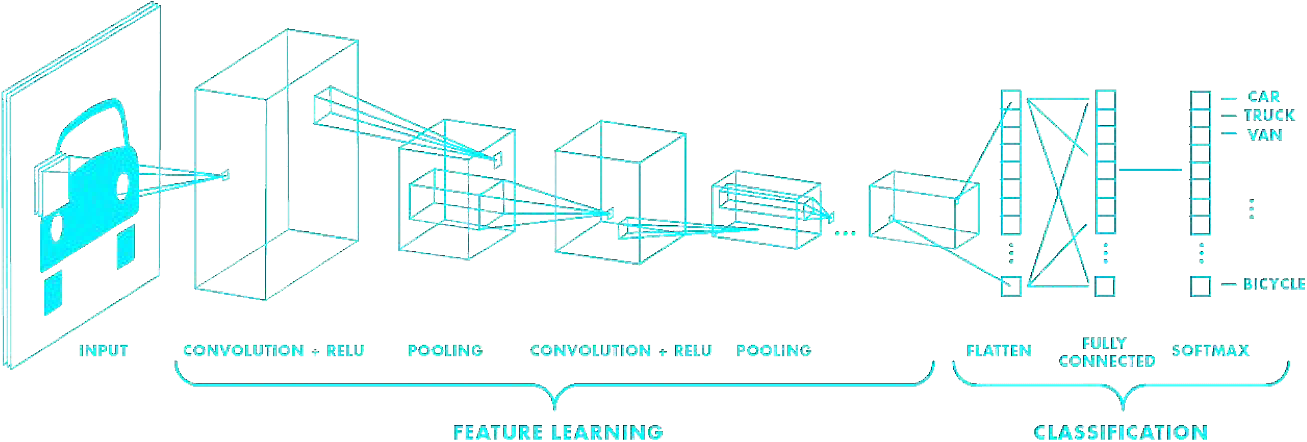 CAR
TRUCK
VAN
BICYCLE
INPUT
CONVOLUTION + RELU
POOLING
CONVOLUTION + RELU
POOLING
...
FLATTEN
FULLY
CONNECTED
SOFTMAX
FEATURE LEARNING
CLASSIFICATION